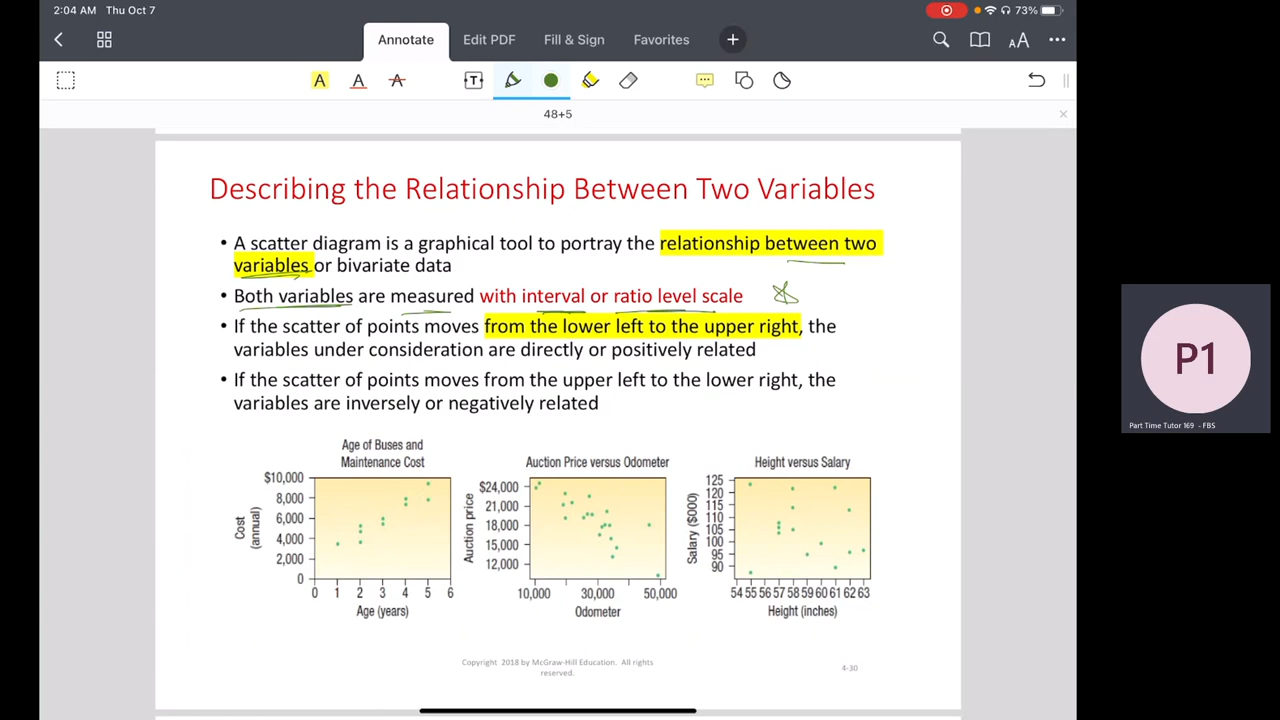 2:04 AM Thu Oct 7
73%
Annotate Edit PDF Fill & Sign Favorites +
A A A T AA
48+5
Describing the Relationship Between Two Variables
• A scatter diagram is a graphical tool to portray the relationship between two
variables or bivariate data
• Both variables are measured with interval or ratio level scale
• If the scatter of points moves from the lower left to the upper right, the
variables under consideration are directly or positively related
• If the scatter of points moves from the upper left to the lower right, the
variables are inversely or negatively related
Age of Buses and
Maintenance Cost
$10,000
8,000
6,000
4,000
2,000
0
Cost
(annual)
0 1 2 3 4 5 6
Age (years)
Auction Price versus Odometer
$24,000
21,000
18,000
15,000
12,000
Auction price
10,000 30,000 50,000
Odometer
Height versus Salary
125
120
115
110
105
100
95
90
Salary ($000)
54 55 56 57 58 59 60 61 62 63
Height (inches)
Copyright 2018 by McGraw-Hill Education. All rights
reserved.
4-30
P1
Part Time Tutor 169 - FBS